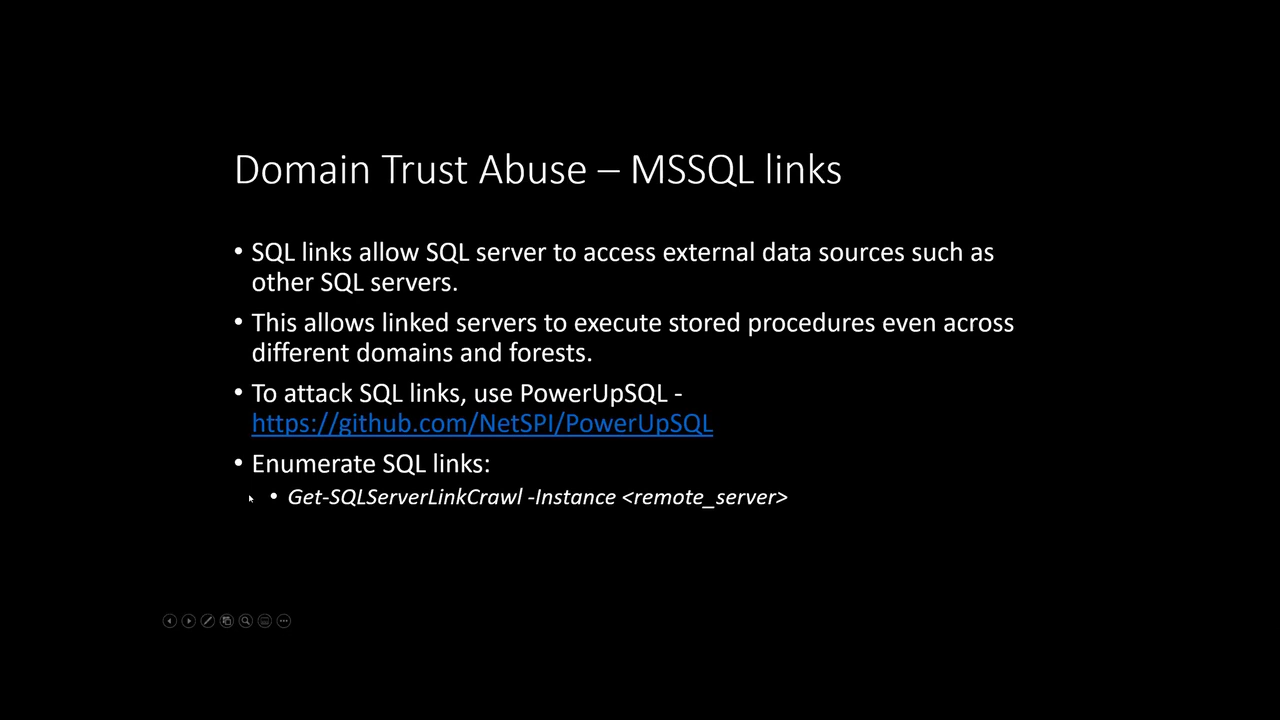 Domain Trust Abuse – MSSQL links
• SQL links allow SQL server to access external data sources such as
other SQL servers.
• This allows linked servers to execute stored procedures even across
different domains and forests.
• To attack SQL links, use PowerUpSQL -
https://github.com/NetSPI/PowerUpSQL
• Enumerate SQL links:
• Get-SQLServerLinkCrawl -Instance <remote_server>